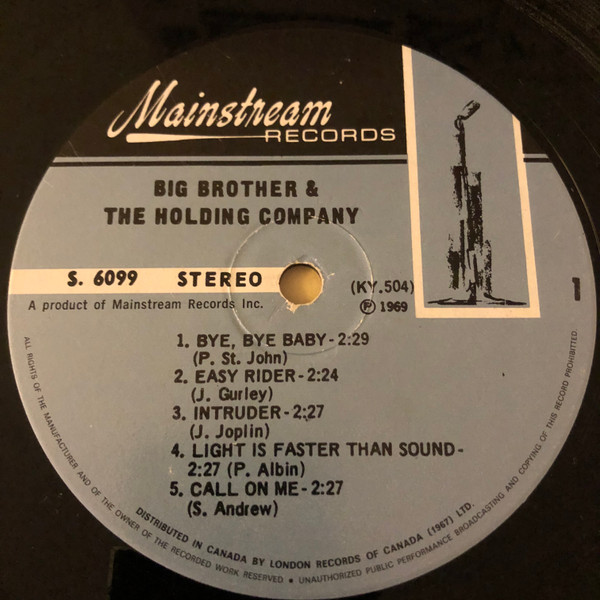 Mainstream
RECORDS
BIG BROTHER &
THE HOLDING COMPANY
S. 6099 STEREO
(KY.504)
A product of Mainstream Records Inc.
Ⓟ 1969
1
1. BYE, BYE BABY - 2:29
(P. St. John)
2. EASY RIDER - 2:24
(J. Gurley)
3. INTRUDER - 2:27
(J. Joplin)
4. LIGHT IS FASTER THAN SOUND -
2:27 (P. Albin)
5. CALL ON ME - 2:27
(S. Andrew)
DISTRIBUTED IN CANADA BY LONDON RECORDS OF CANADA (1967) LTD.
ALL RIGHTS OF THE MANUFACTURER AND OF THE OWNER OF THE RECORDED WORK RESERVED • UNAUTHORIZED PUBLIC PERFORMANCE BROADCASTING AND COPYING OF THIS RECORD PROHIBITED